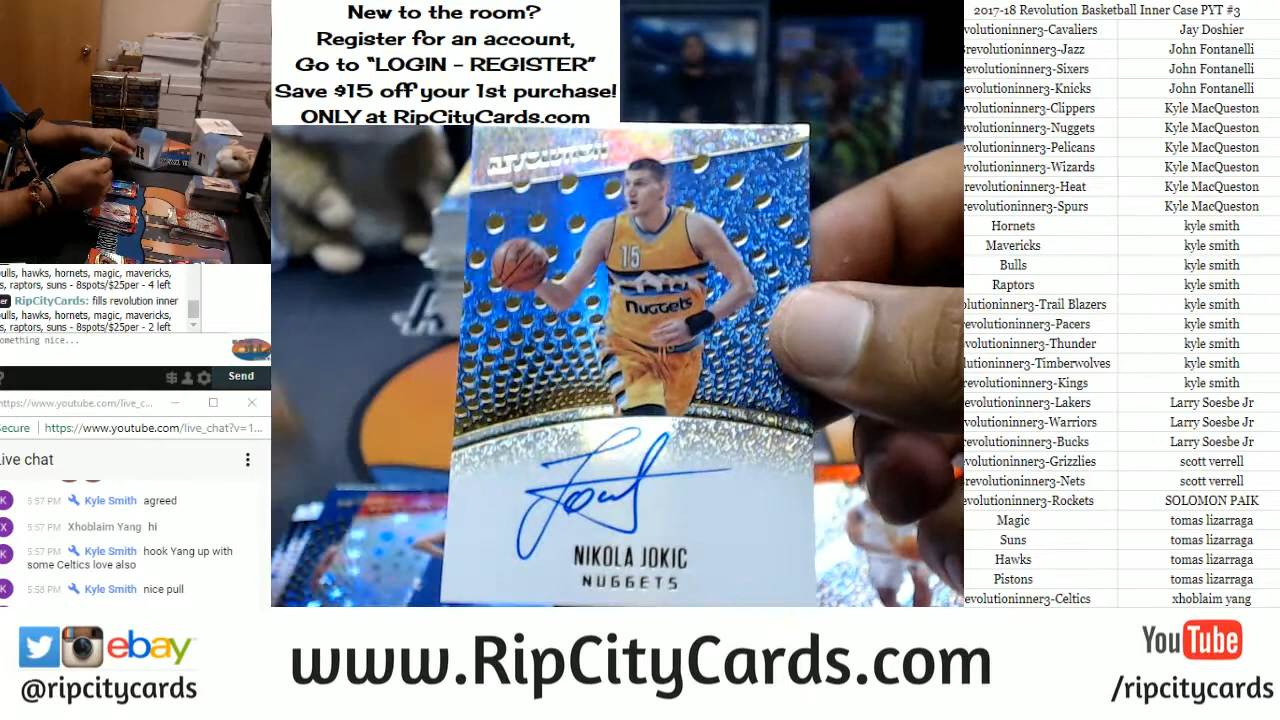 New to the room?
Register for an account,
Go to “LOGIN - REGISTER”
Save $15 off your 1st purchase!
ONLY at RipCityCards.com
R
T
15
NUGGETS
NIKOLA JOKIC
NUGGETS
ulls, hawks, hornets, magic, mavericks,
s, raptors, suns - 8spots/$25per - 4 left
RipCityCards: fills revolution inner
ulls, hawks, hornets, magic, mavericks,
s, raptors, suns - 8spots/$25per - 2 left
omething nice...
Send
https://www.youtube.com/live_c...
Secure https://www.youtube.com/live_chat?v=1...
Live chat
5:57 PM Kyle Smith agreed
5:57 PM Xhoblaim Yang hi
5:57 PM Kyle Smith hook Yang up with
some Celtics love also
5:58 PM Kyle Smith nice pull
2017-18 Revolution Basketball Inner Case PYT #3
volutioninner3-Cavaliers Jay Doshier
revolutioninner3-Jazz John Fontanelli
revolutioninner3-Sixers John Fontanelli
revolutioninner3-Knicks John Fontanelli
evolutioninner3-Clippers Kyle MacQueston
evolutioninner3-Nuggets Kyle MacQueston
evolutioninner3-Pelicans Kyle MacQueston
evolutioninner3-Wizards Kyle MacQueston
revolutioninner3-Heat Kyle MacQueston
revolutioninner3-Spurs Kyle MacQueston
Hornets kyle smith
Mavericks kyle smith
Bulls kyle smith
Raptors kyle smith
olutioninner3-Trail Blazers kyle smith
evolutioninner3-Pacers kyle smith
evolutioninner3-Thunder kyle smith
lutioninner3-Timberwolves kyle smith
revolutioninner3-Kings kyle smith
evolutioninner3-Lakers Larry Soesbe Jr
volutioninner3-Warriors Larry Soesbe Jr
evolutioninner3-Bucks Larry Soesbe Jr
evolutioninner3-Grizzlies scott verrell
revolutioninner3-Nets scott verrell
evolutioninner3-Rockets SOLOMON PAIK
Magic tomas lizarraga
Suns tomas lizarraga
Hawks tomas lizarraga
Pistons tomas lizarraga
evolutioninner3-Celtics xhoblaim yang
ebay
@ripcitycards
www.RipCityCards.com
YouTube
/ripcitycards